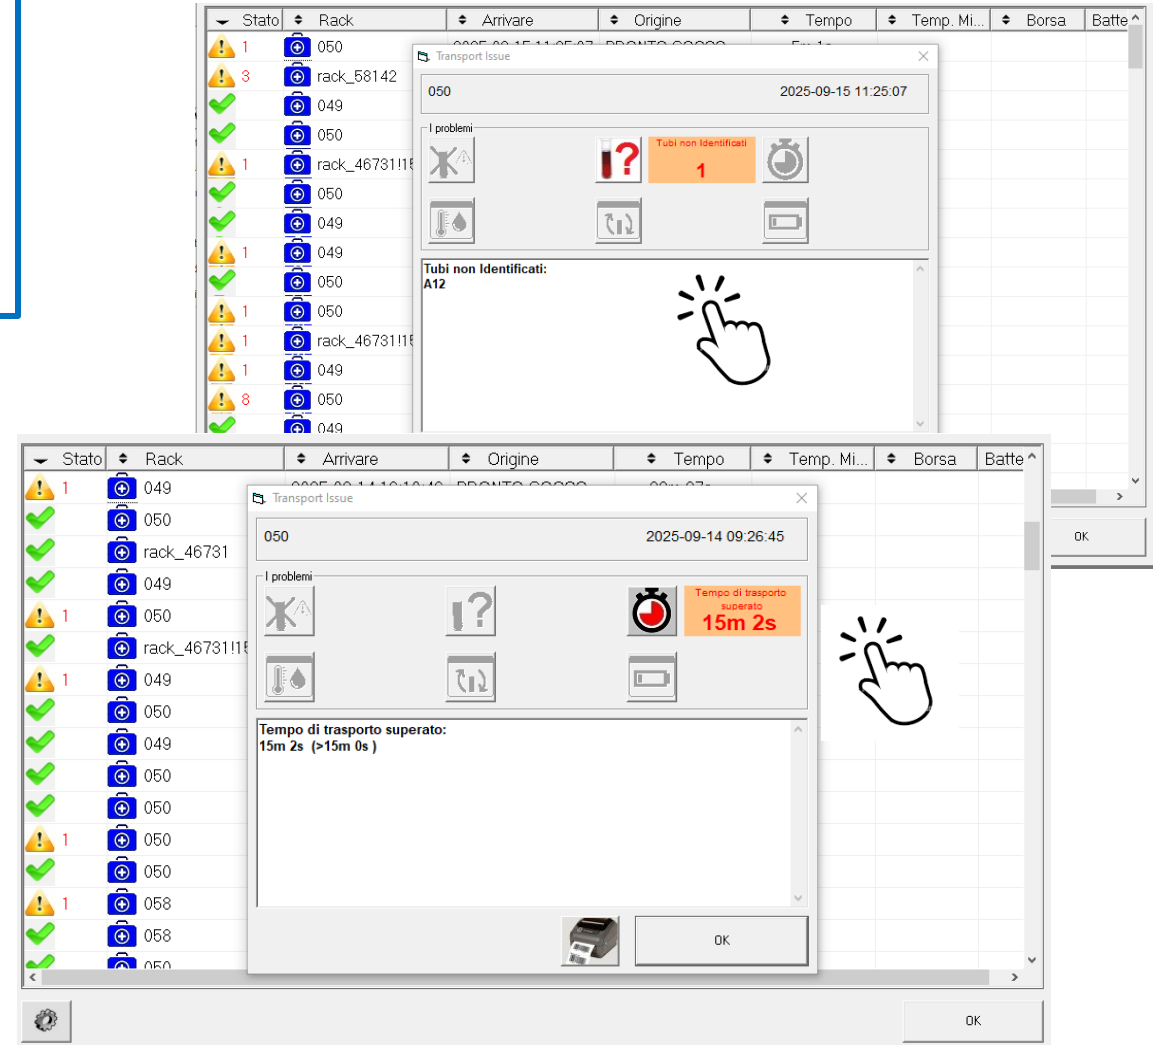 Stato Rack Arrivare Origine Tempo Temp. Mi... Borsa Batte
1 050
3 rack_58142
049
050
1 rack_46731!15
050
049
1 049
050
1 050
1 rack_46731!15
1 049
8 050
049
Transport Issue
050 2025-09-15 11:25:07
I problemi
Tubi non Identificati
1
Tubi non Identificati:
A12
OK
Stato Rack Arrivare Origine Tempo Temp. Mi... Borsa Batte
1 049
050
rack_46731
049
1 050
rack_46731!15
1 049
050
049
050
050
1 050
050
1 058
058
050
Transport Issue
050 2025-09-14 09:26:45
I problemi
Tempo di trasporto
superato
15m 2s
Tempo di trasporto superato:
15m 2s (>15m 0s )
OK
OK